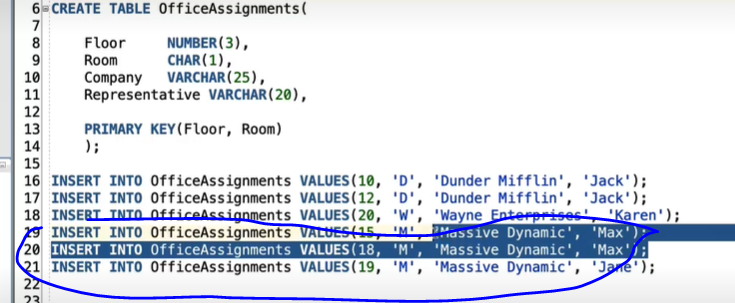 6 CREATE TABLE OfficeAssignments(
7
8 Floor NUMBER(3),
9 Room CHAR(1),
10 Company VARCHAR(25),
11 Representative VARCHAR(20),
12
13 PRIMARY KEY(Floor, Room)
14 );
15
16 INSERT INTO OfficeAssignments VALUES(10, 'D', 'Dunder Mifflin', 'Jack');
17 INSERT INTO OfficeAssignments VALUES(12, 'D', 'Dunder Mifflin', 'Jack');
18 INSERT INTO OfficeAssignments VALUES(20, 'W', 'Wayne Enterprises', 'Karen');
19 INSERT INTO OfficeAssignments VALUES(15, 'M', 'Massive Dynamic', 'Max');
20 INSERT INTO OfficeAssignments VALUES(18, 'M', 'Massive Dynamic', 'Max');
21 INSERT INTO OfficeAssignments VALUES(19, 'M', 'Massive Dynamic', 'Jane');
22
23